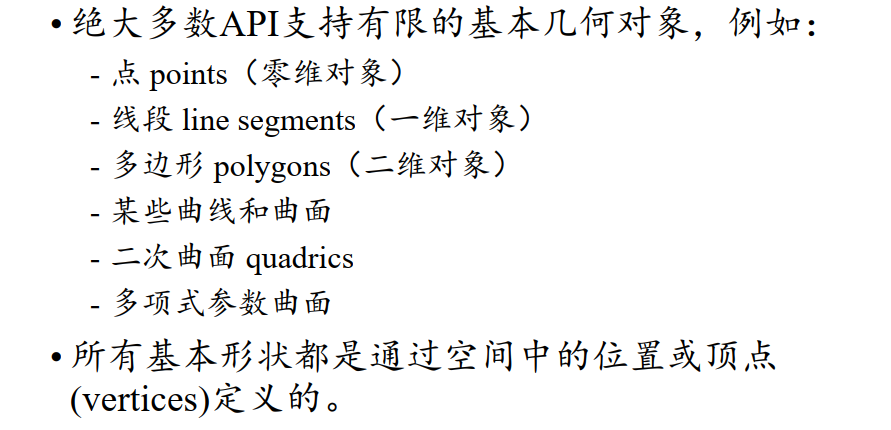 • 绝大多数API支持有限的基本几何对象，例如：
- 点 points（零维对象）
- 线段 line segments（一维对象）
- 多边形 polygons（二维对象）
- 某些曲线和曲面
- 二次曲面 quadrics
- 多项式参数曲面
• 所有基本形状都是通过空间中的位置或顶点
(vertices)定义的。